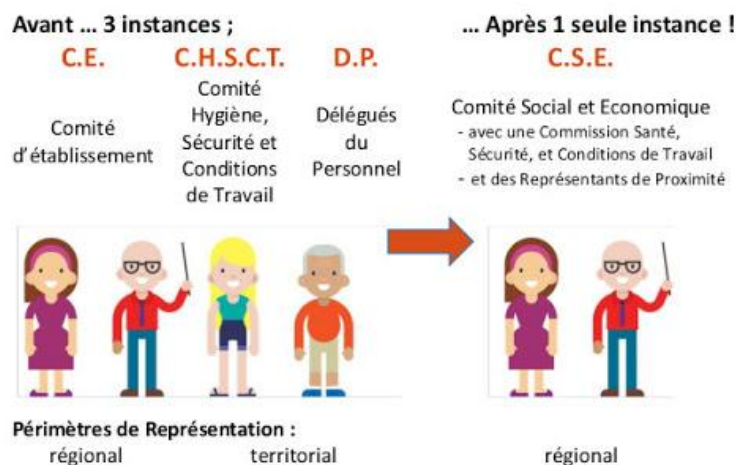 Avant ... 3 instances ;
... Après 1 seule instance !
C.E.
C.H.S.C.T.
D.P.
C.S.E.
Comité
d'établissement
Comité
Hygiène,
Sécurité et
Conditions
de Travail
Délégués
du
Personnel
Comité Social et Economique
- avec une Commission Santé,
Sécurité, et Conditions de Travail
- et des Représentants de Proximité
Périmètres de Représentation :
régional
territorial
régional